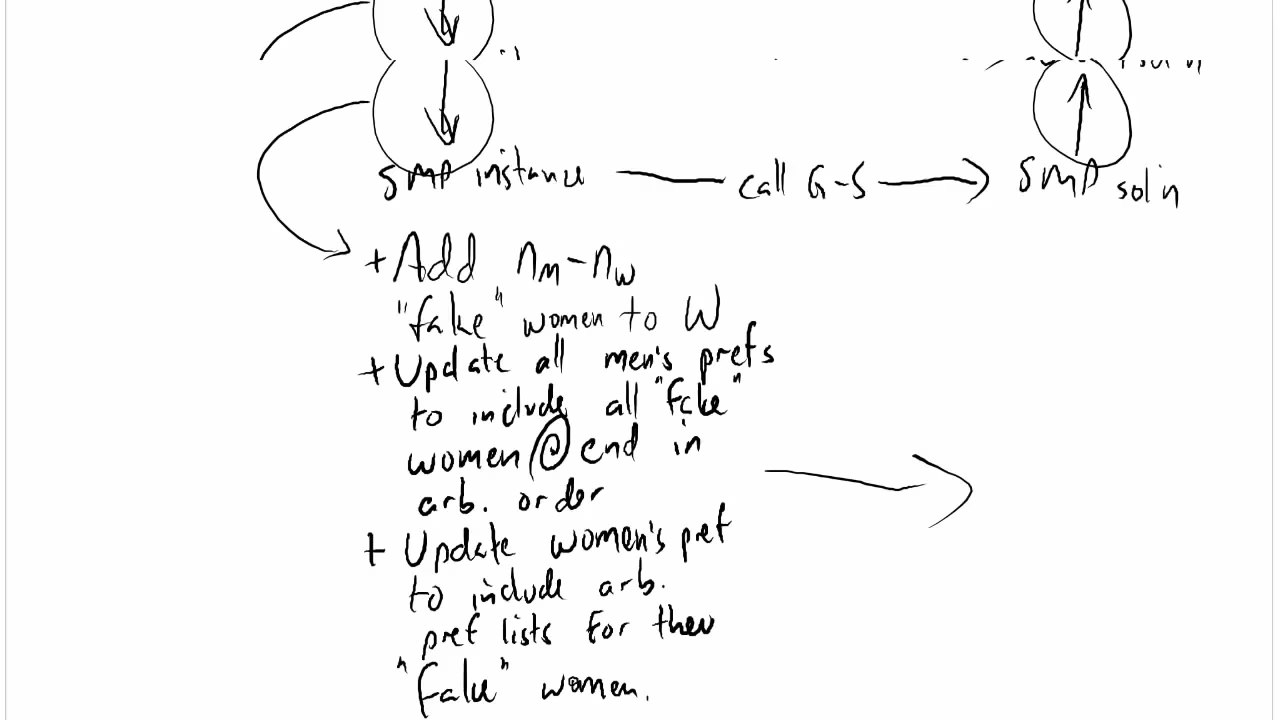 SMP instance call G-S SMP sol'n
+ Add nM-nW
"fake" women to W
+ Update all men's prefs
to include all "fake"
women @ end in
arb. order
+ Update women's pref
to include arb.
pref lists for these
"fake" women.